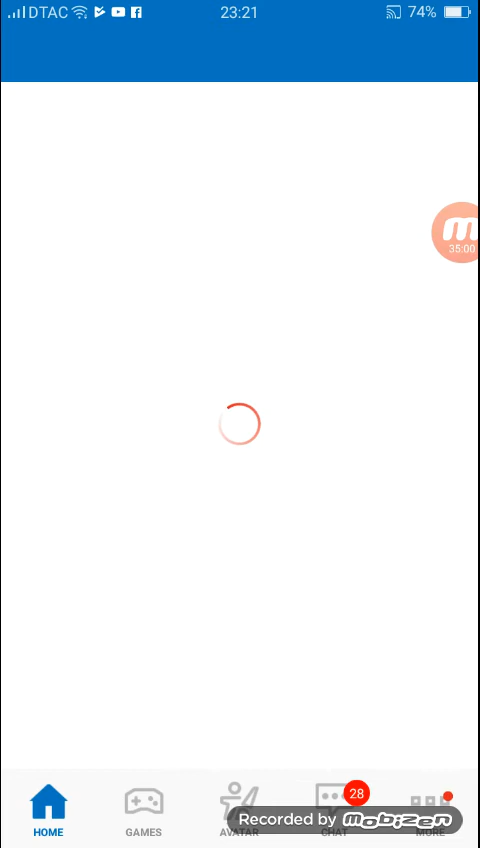 DTAC 23:21 74%
m
35:00
28
HOME GAMES AVATAR CHAT MORE
Recorded by mobizen